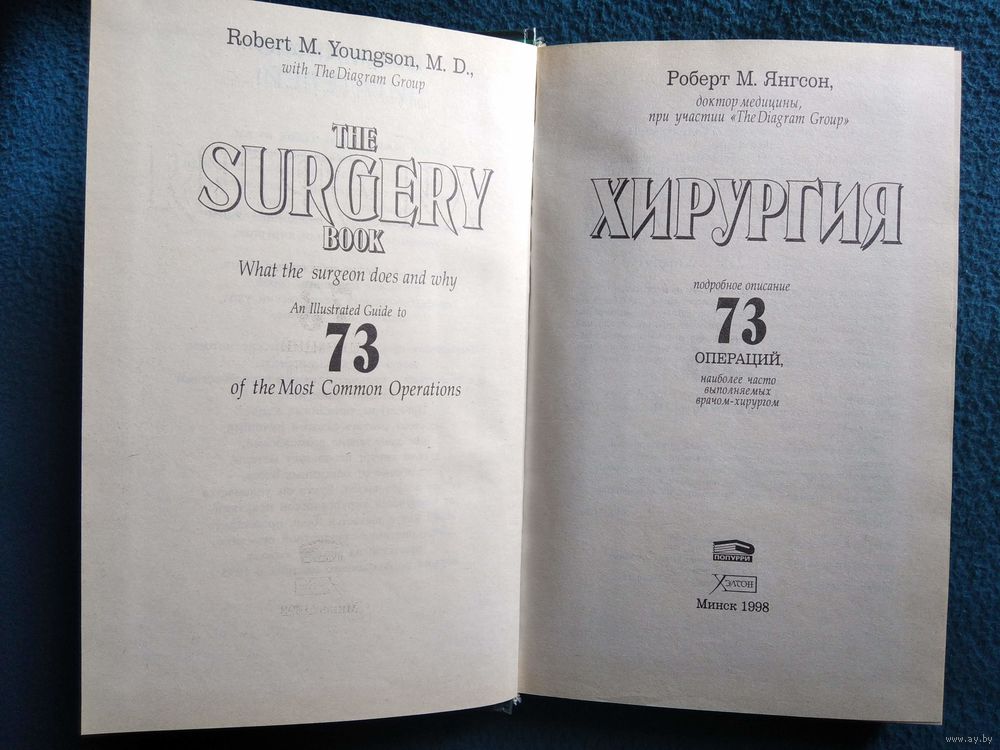 Robert M. Youngson, M. D.,
with The Diagram Group
THE
SURGERY
BOOK
What the surgeon does and why
An Illustrated Guide to
73
of the Most Common Operations
Роберт М. Янгсон,
доктор медицины,
при участии «The Diagram Group»
ХИРУРГИЯ
подробное описание
73
ОПЕРАЦИЙ,
наиболее часто
выполняемых
врачом-хирургом
ПОПУРРИ
Хэлтон
Минск 1998
www.ay.by